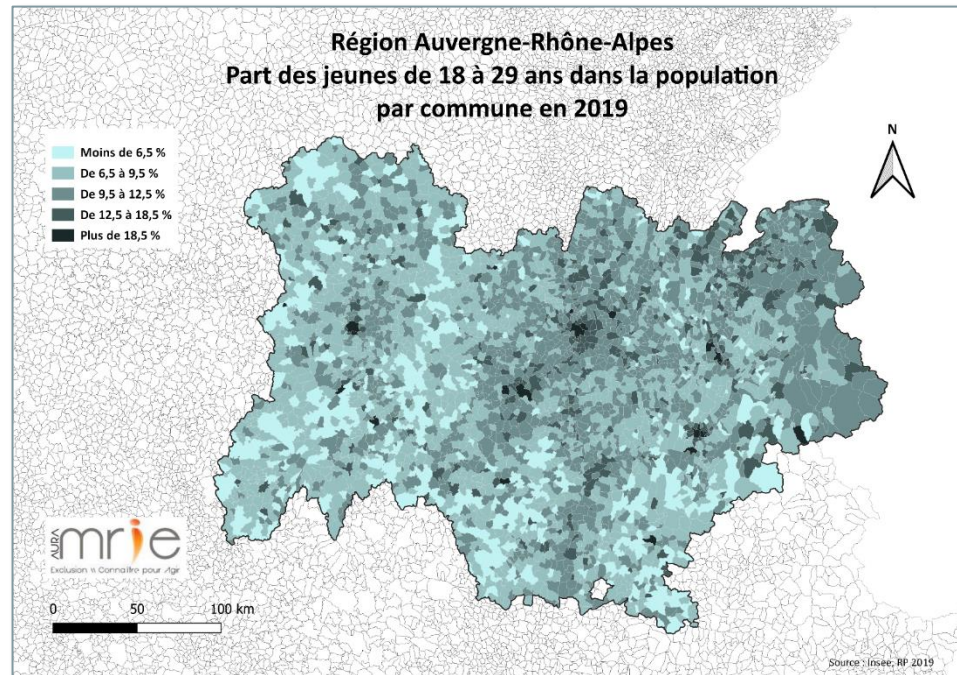 Région Auvergne-Rhône-Alpes
Part des jeunes de 18 à 29 ans dans la population
par commune en 2019
N
Moins de 6,5 %
De 6,5 à 9,5 %
De 9,5 à 12,5 %
De 12,5 à 18,5 %
Plus de 18,5 %
AURA
mrie
Exclusion : Connaître pour Agir
0 50 100 km
Source : Insee, RP 2019